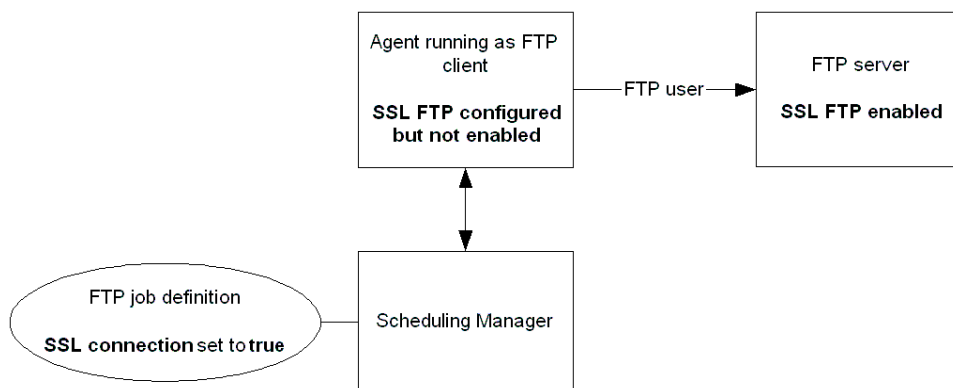 Agent running as FTP
client
SSL FTP configured
but not enabled
FTP user
FTP server
SSL FTP enabled
FTP job definition
SSL connection set to true
Scheduling Manager